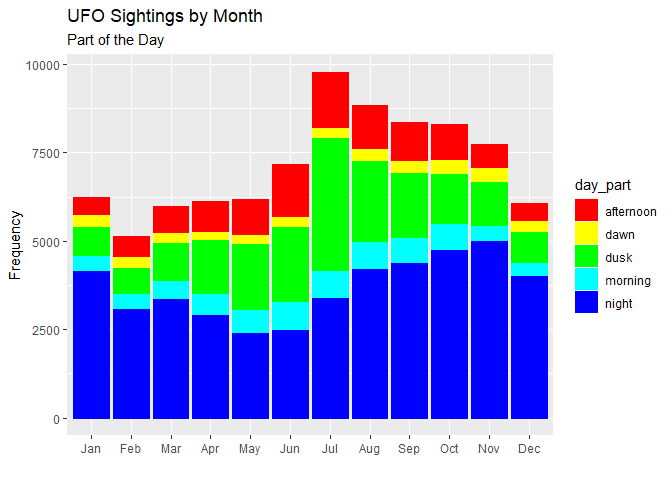 UFO Sightings by Month
Part of the Day
10000
7500
5000
2500
0
Frequency
Jan Feb Mar Apr May Jun Jul Aug Sep Oct Nov Dec
day_part
afternoon
dawn
dusk
morning
night